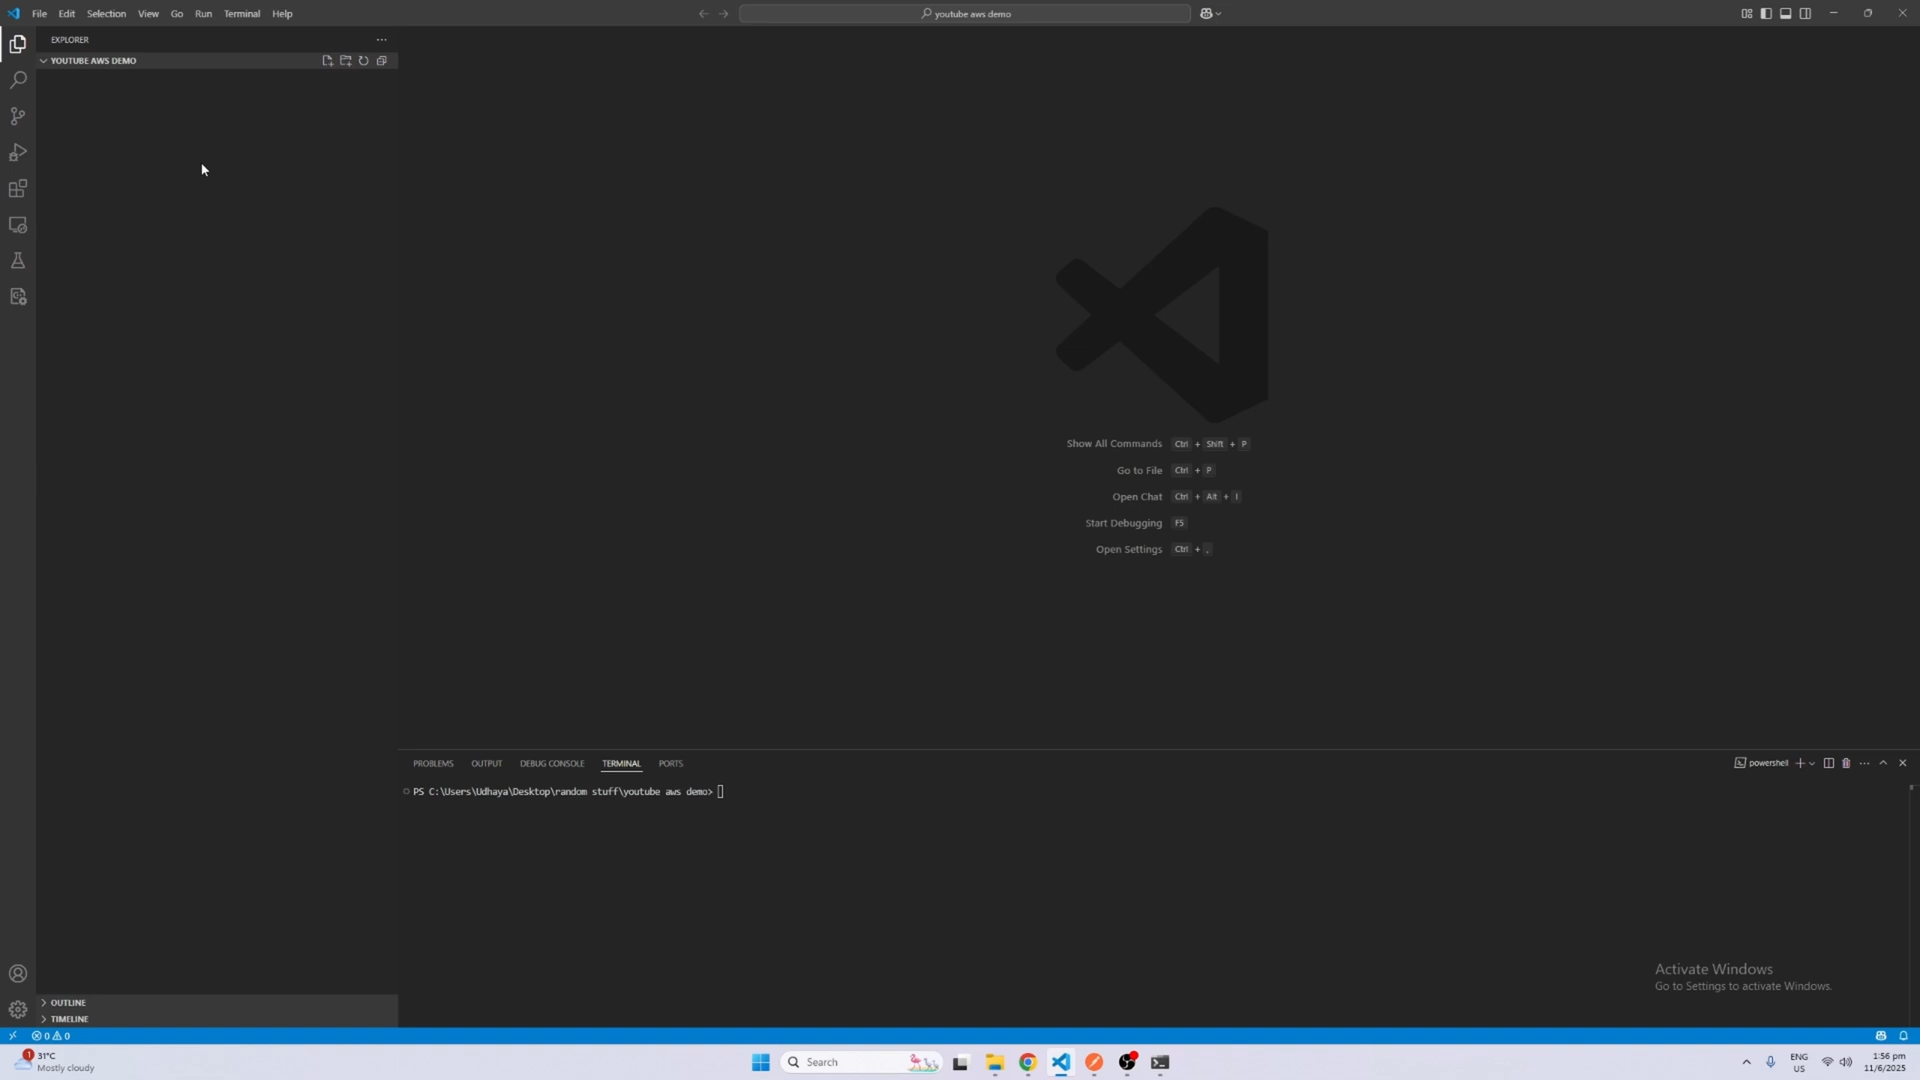 File Edit Selection View Go Run Terminal Help
youtube aws demo
EXPLORER
YOUTUBE AWS DEMO
Show All Commands Ctrl + Shift + P
Go to File Ctrl + P
Open Chat Ctrl + Alt + I
Start Debugging F5
Open Settings Ctrl + ,
PROBLEMS OUTPUT DEBUG CONSOLE TERMINAL PORTS
powershell
PS C:\Users\Udhaya\Desktop\random stuff\youtube aws demo>
Activate Windows
Go to Settings to activate Windows.
OUTLINE
TIMELINE
0 0
1
31°C
Mostly cloudy
Search
ENG
US
1:56 pm
11/6/2025